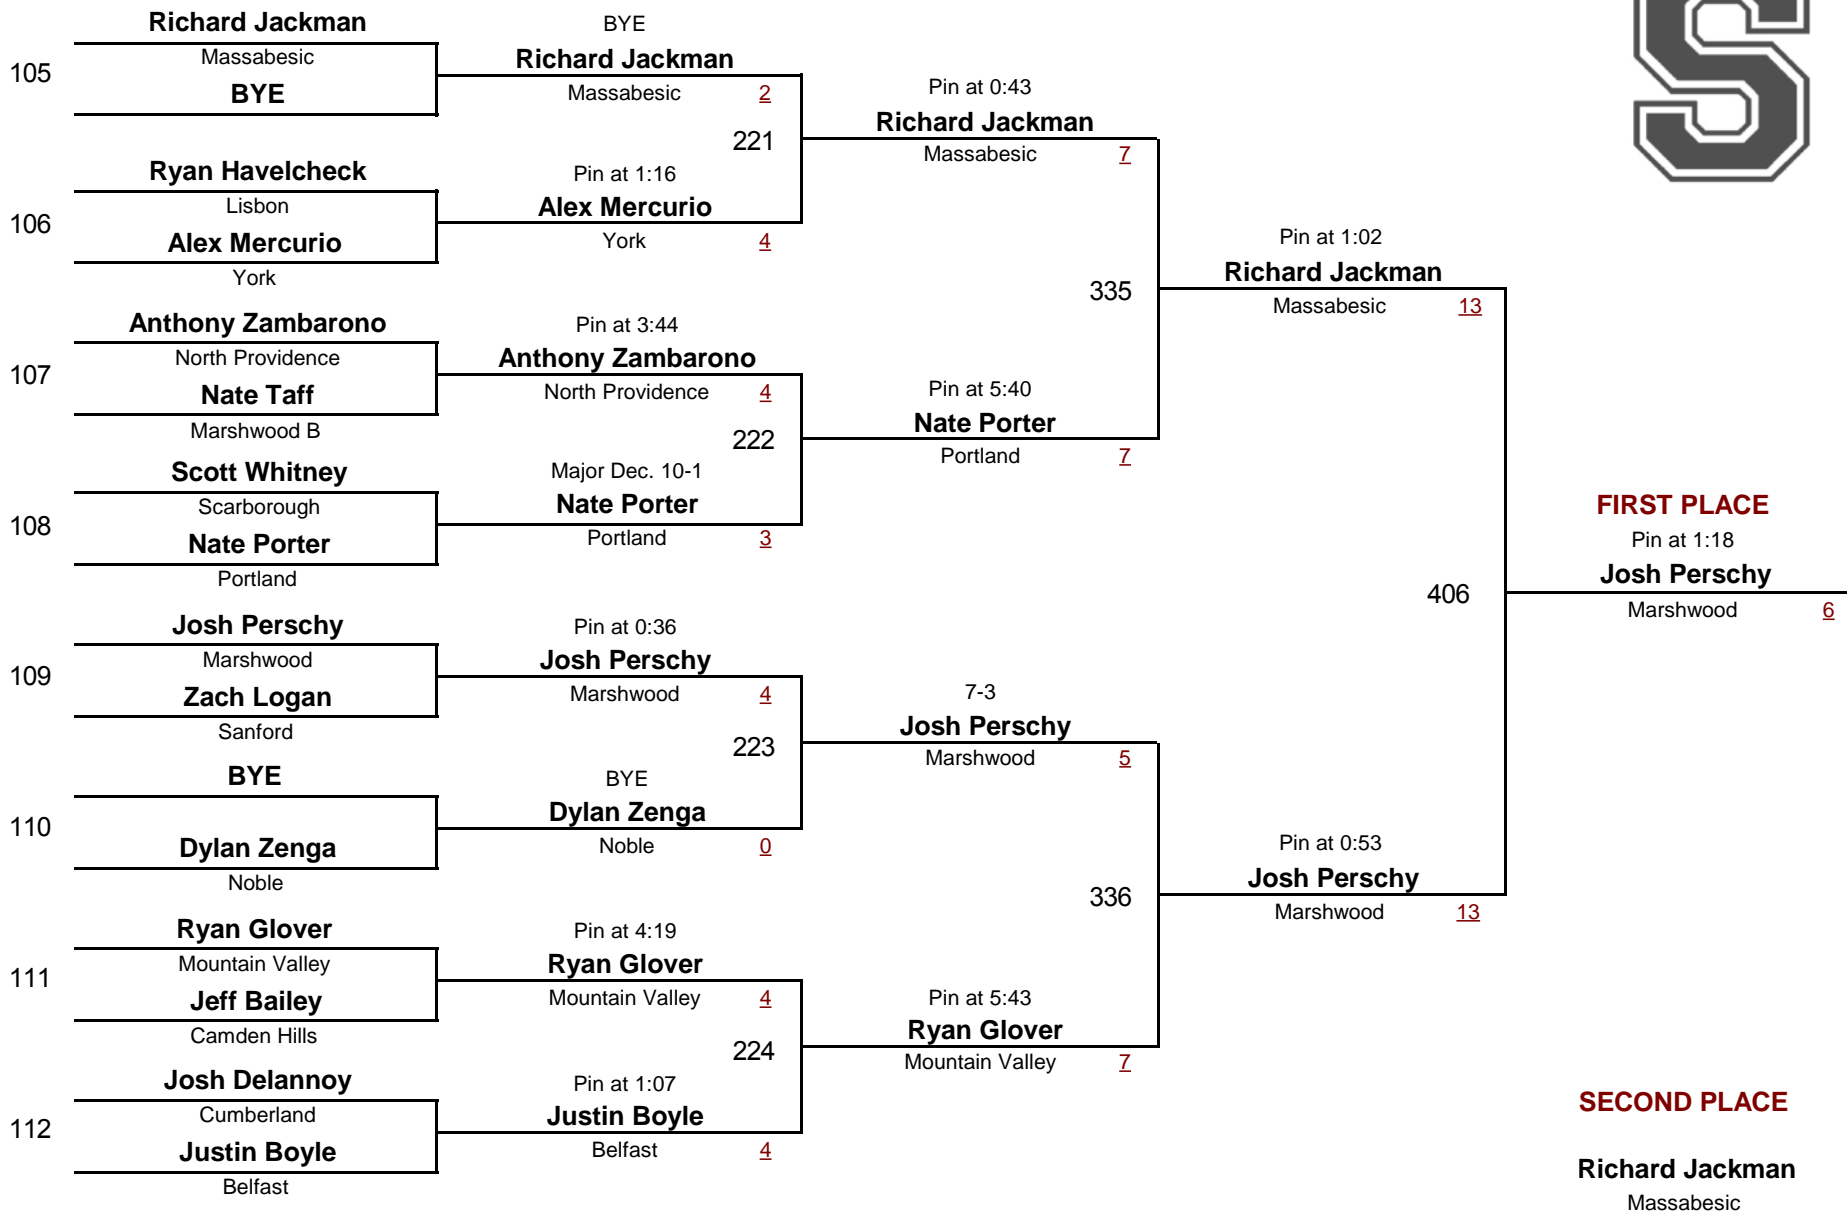 Richard Jackman
105
Massabesic
BYE
106
Ryan Havelcheck
Lisbon
Alex Mercurio
York
107
Anthony Zambarono
North Providence
Nate Taff
Marshwood B
108
Scott Whitney
Scarborough
Nate Porter
Portland
109
Josh Perschy
Marshwood
Zach Logan
Sanford
110
BYE
Dylan Zenga
Noble
111
Ryan Glover
Mountain Valley
Jeff Bailey
Camden Hills
112
Josh Delannoy
Cumberland
Justin Boyle
Belfast
BYE
Richard Jackman
Massabesic 2
221
Pin at 1:16
Alex Mercurio
York 4
Pin at 3:44
Anthony Zambarono
North Providence 4
222
Major Dec. 10-1
Nate Porter
Portland 3
Pin at 0:36
Josh Perschy
Marshwood 4
223
BYE
Dylan Zenga
Noble 0
Pin at 4:19
Ryan Glover
Mountain Valley 4
224
Pin at 1:07
Justin Boyle
Belfast 4
Pin at 0:43
Richard Jackman
Massabesic 7
335
Pin at 5:40
Nate Porter
Portland 7
7-3
Josh Perschy
Marshwood 5
336
Pin at 5:43
Ryan Glover
Mountain Valley 7
Pin at 1:02
Richard Jackman
Massabesic 13
406
Pin at 0:53
Josh Perschy
Marshwood 13
S
FIRST PLACE
Pin at 1:18
Josh Perschy
Marshwood 6
SECOND PLACE
Richard Jackman
Massabesic